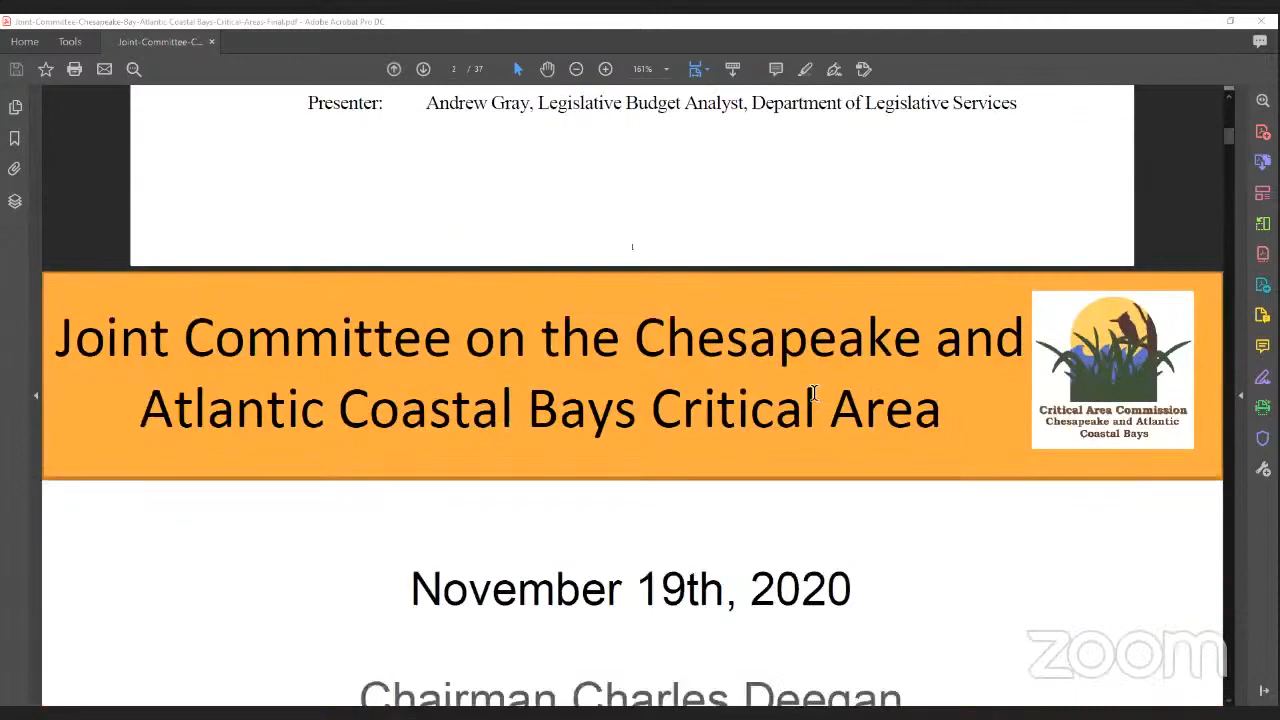 Joint-Committee-Chesapeake-Bay-Atlantic Coastal Bays-Critical-Areas-Final.pdf - Adobe Acrobat Pro DC
Home Tools Joint-Committee-C... ×
2 / 37 161%
Presenter: Andrew Gray, Legislative Budget Analyst, Department of Legislative Services
1
Joint Committee on the Chesapeake and
Atlantic Coastal Bays Critical Area
Critical Area Commission
Chesapeake and Atlantic
Coastal Bays
November 19th, 2020
Chairman Charles Deegan
zoom